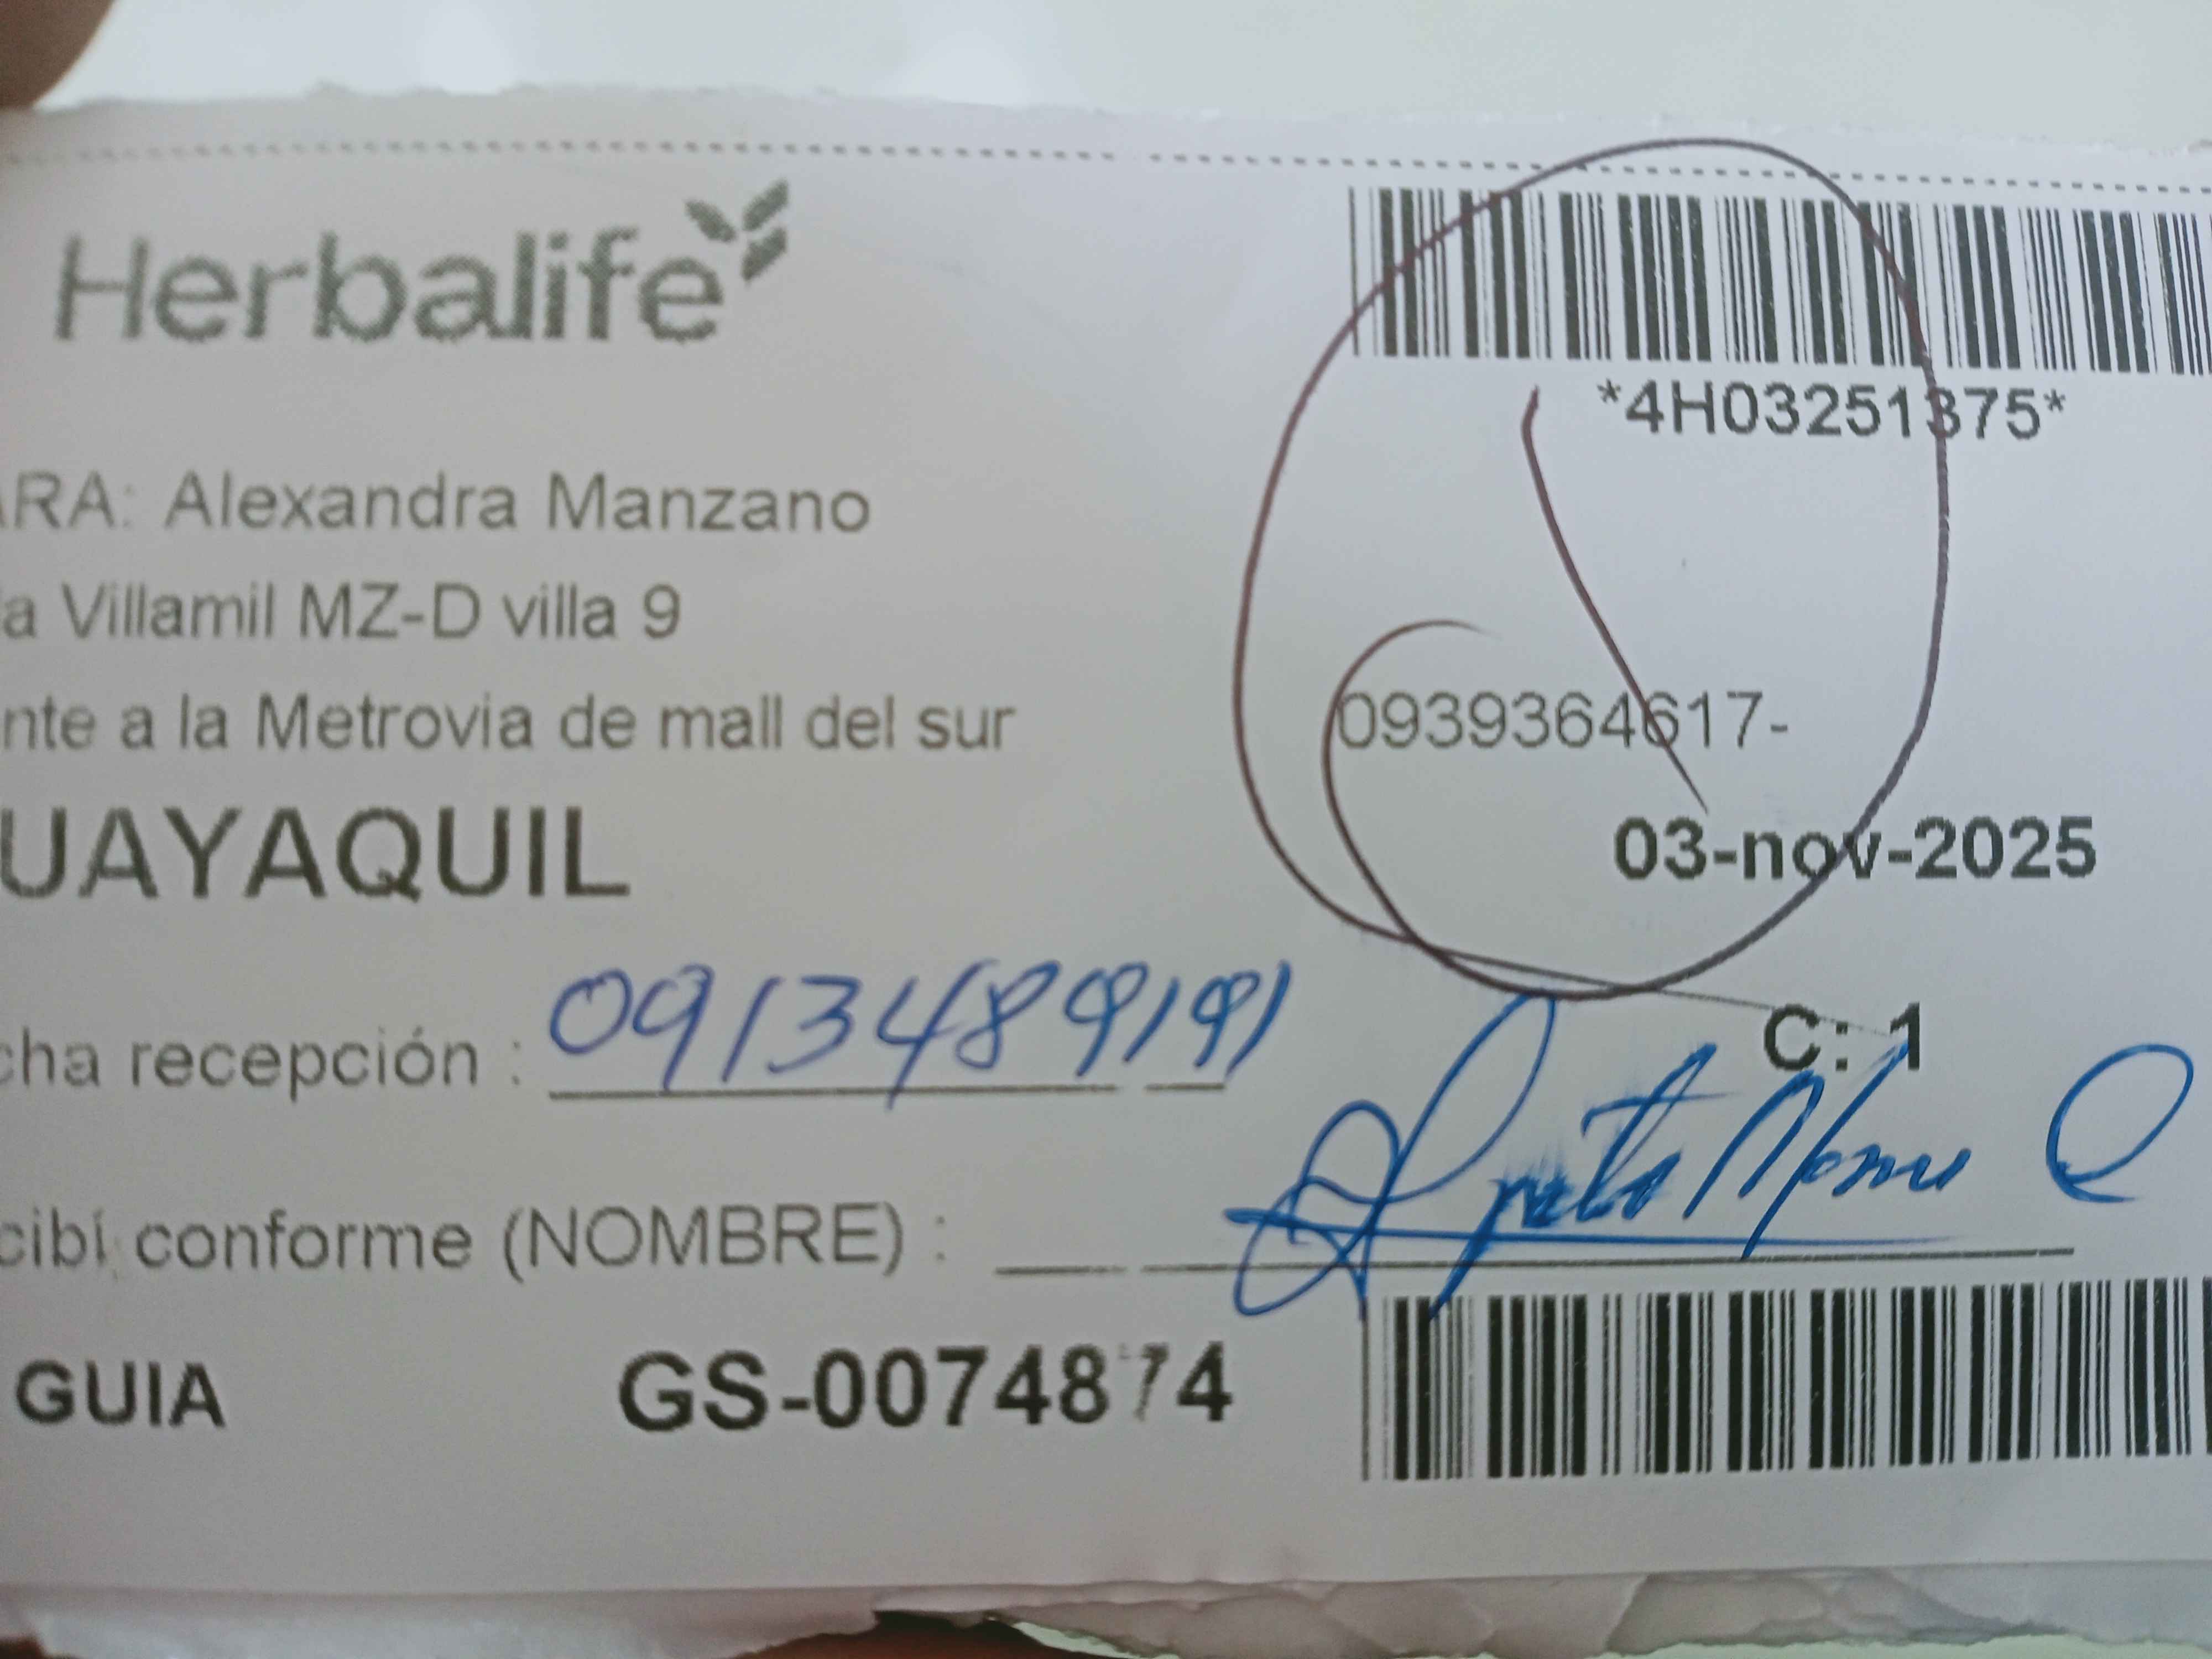 Herbalife
*4H03251375*
ARA: Alexandra Manzano
a Villamil MZ-D villa 9
nte a la Metrovia de mall del sur
0939364617-
UAYAQUIL
03-nov-2025
cha recepción : 0913489191
C: 1
cibí conforme (NOMBRE) :
GUIA GS-0074874